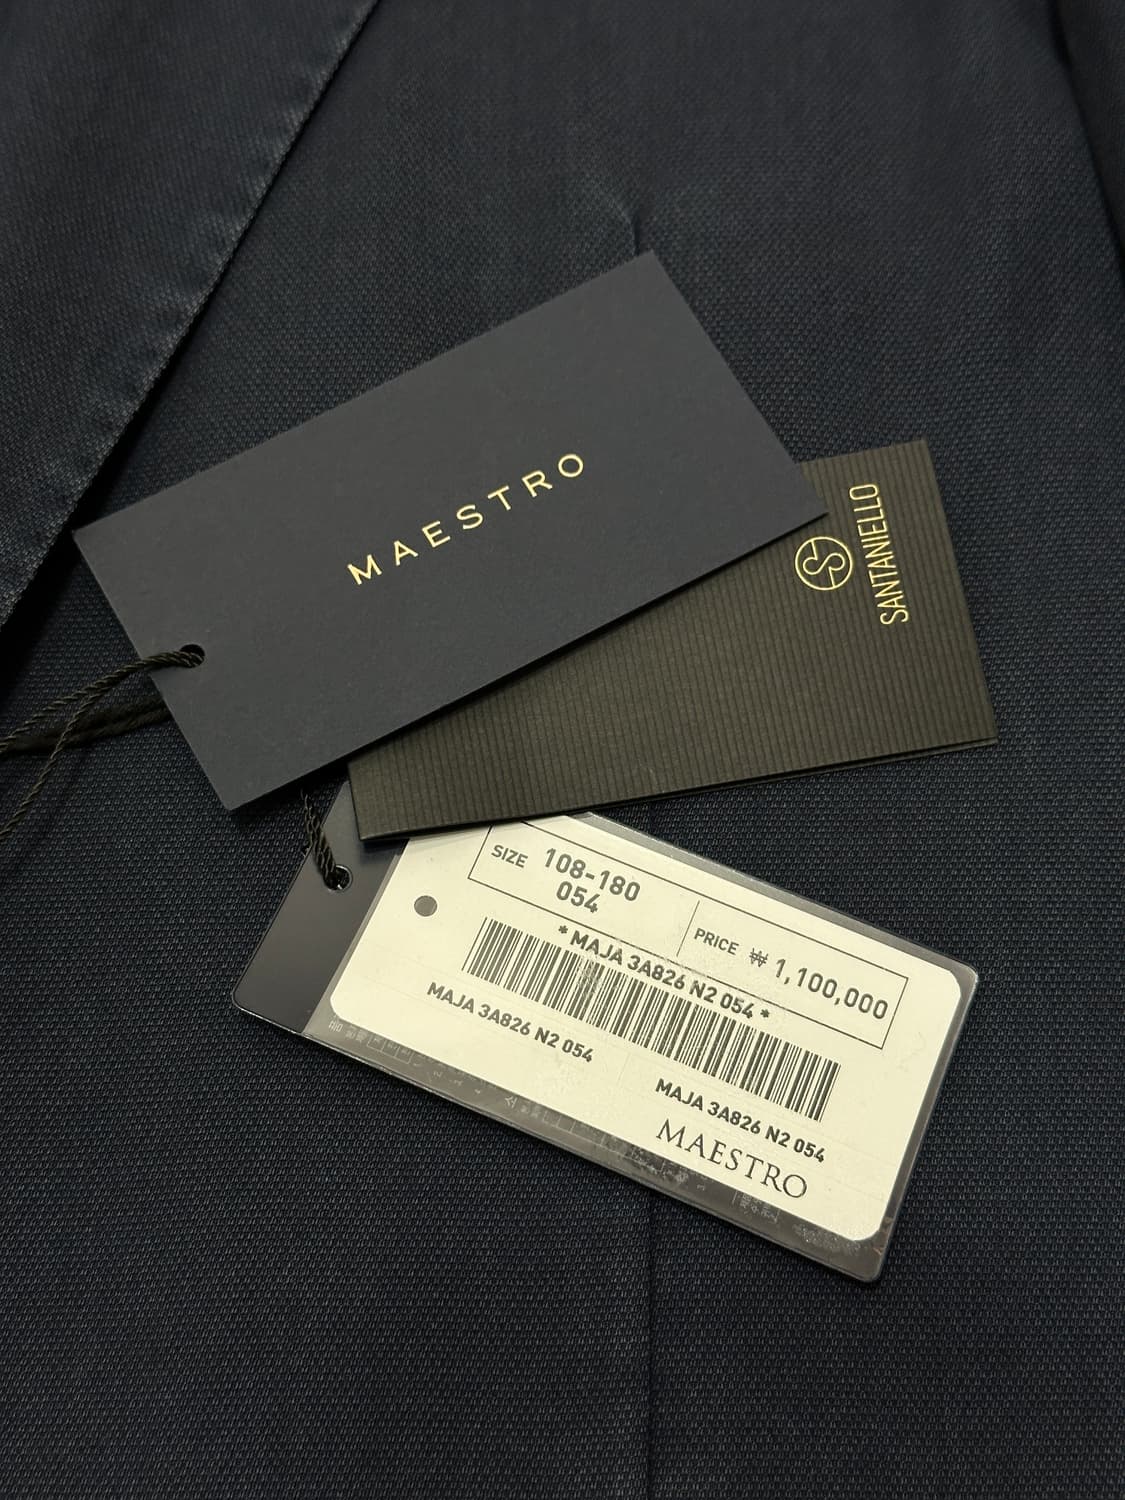 MAESTRO
SANTANIELLO
SIZE 108-180
054
PRICE ₩ 1,100,000
* MAJA 3A826 N2 054 *
MAJA 3A826 N2 054
MAJA 3A826 N2 054
MAESTRO